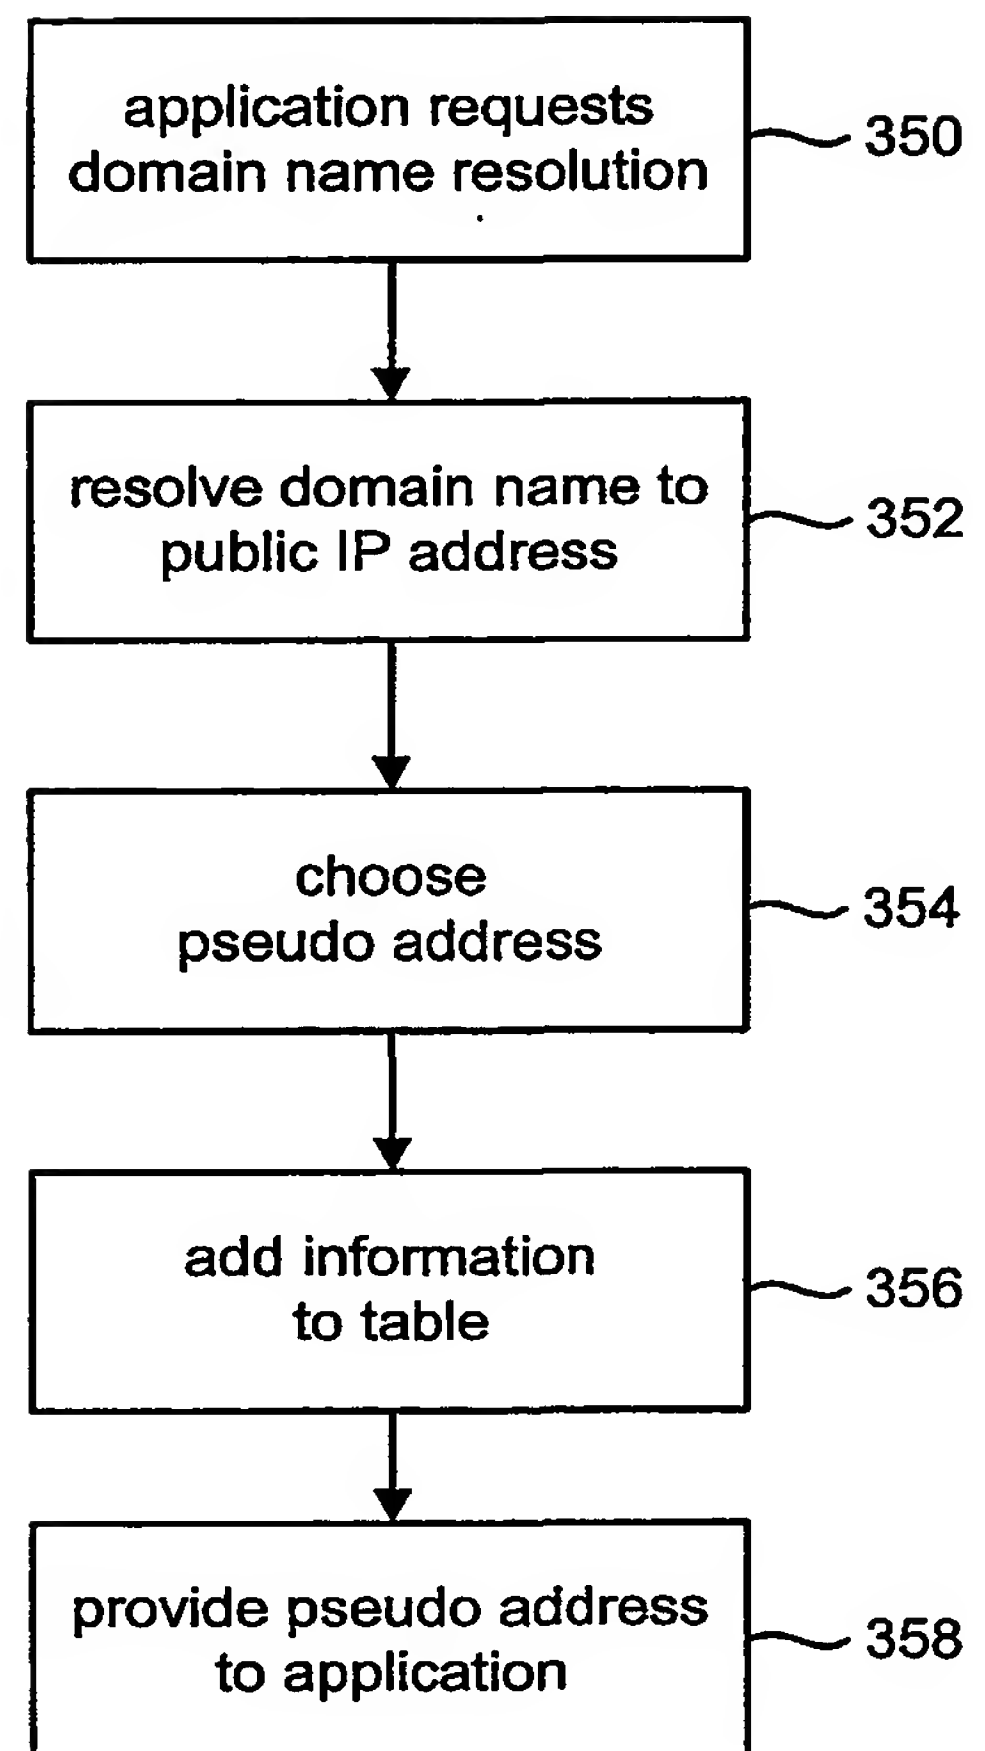 application requests
domain name resolution
350
resolve domain name to
public IP address
352
choose
pseudo address
354
add information
to table
356
provide pseudo address
to application
358